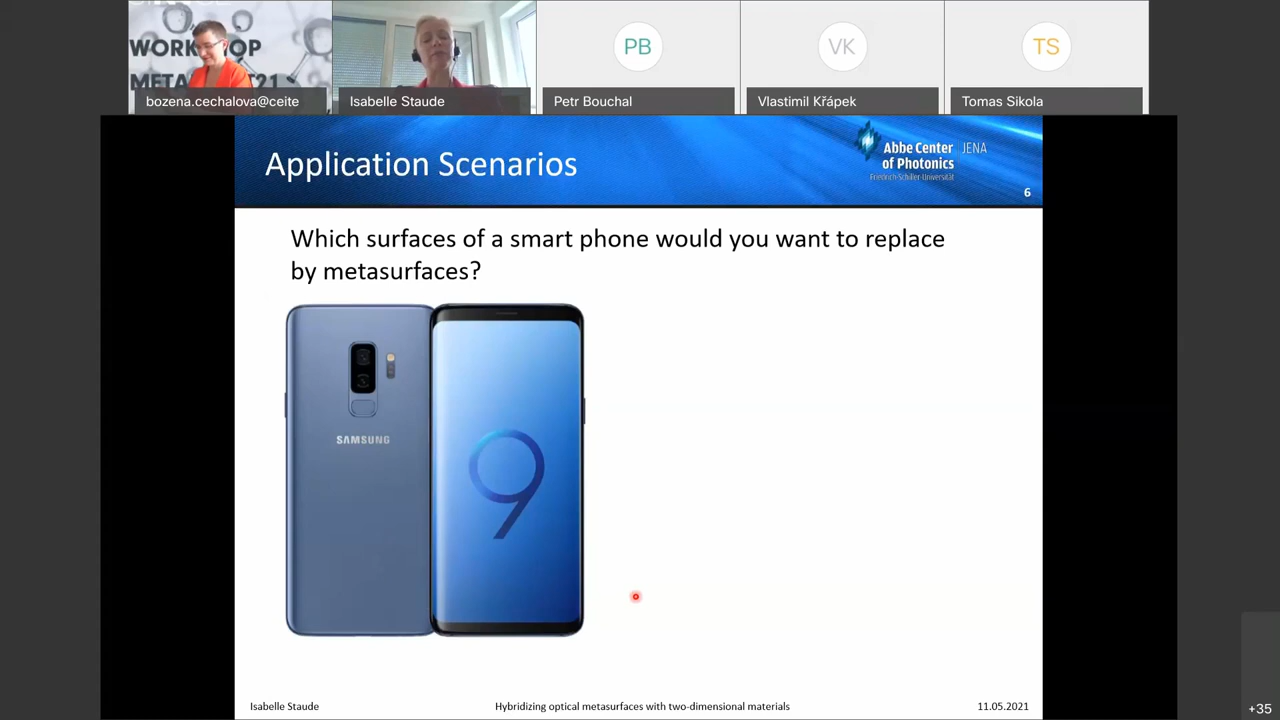 WORKSHOP
bozena.cechalova@ceite
Isabelle Staude
PB
Petr Bouchal
VK
Vlastimil Křápek
TS
Tomas Sikola
Application Scenarios
Abbe Center JENA
of Photonics
Friedrich-Schiller-Universität
6
Which surfaces of a smart phone would you want to replace
by metasurfaces?
SAMSUNG
9
Isabelle Staude
Hybridizing optical metasurfaces with two-dimensional materials
11.05.2021
+35